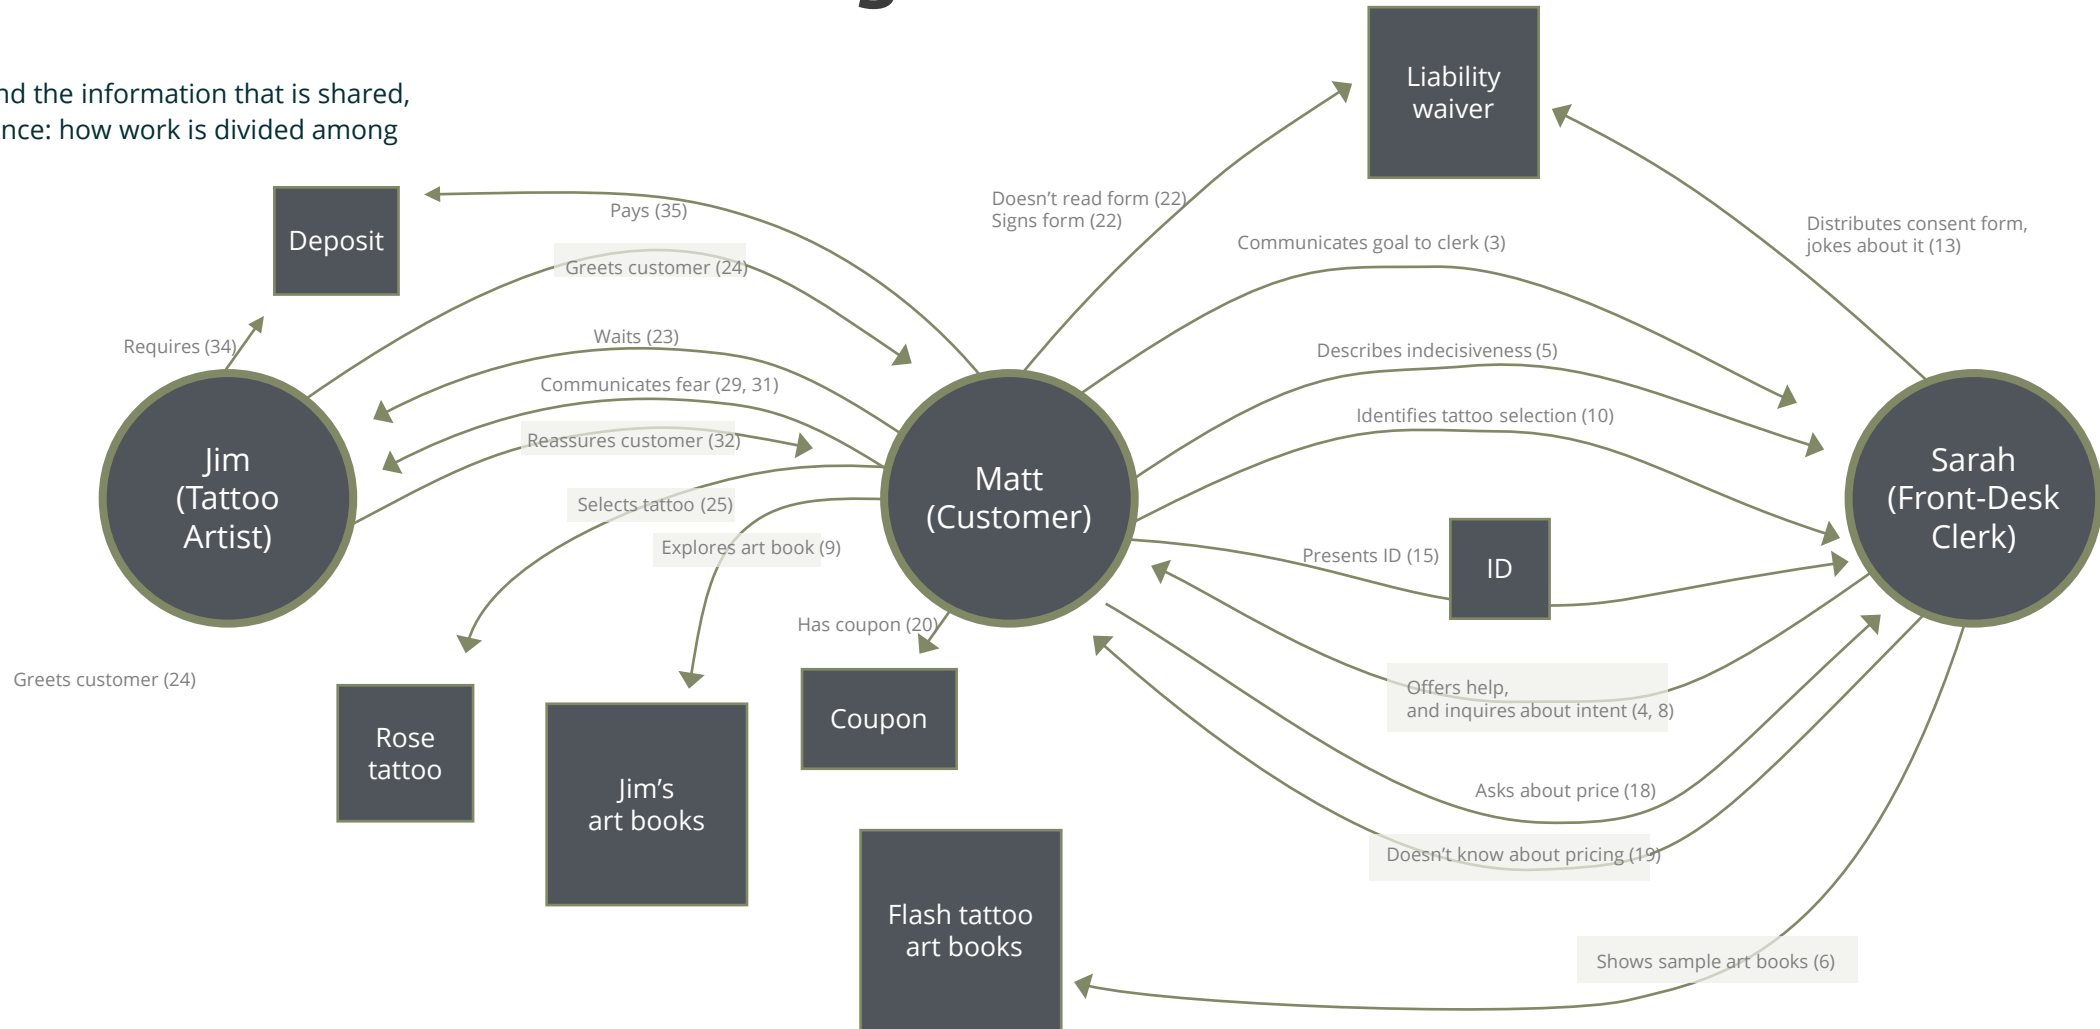 nd the information that is shared,
nce: how work is divided among
Liability
waiver
Deposit
Pays (35)
Doesn’t read form (22)
Signs form (22)
Distributes consent form,
jokes about it (13)
Communicates goal to clerk (3)
Greets customer (24)
Requires (34)
Waits (23)
Describes indecisiveness (5)
Communicates fear (29, 31)
Identifies tattoo selection (10)
Reassures customer (32)
Jim
(Tattoo
Artist)
Matt
(Customer)
Sarah
(Front-Desk
Clerk)
Selects tattoo (25)
Explores art book (9)
Presents ID (15)
ID
Has coupon (20)
Greets customer (24)
Offers help,
and inquires about intent (4, 8)
Rose
tattoo
Jim’s
art books
Coupon
Asks about price (18)
Doesn’t know about pricing (19)
Flash tattoo
art books
Shows sample art books (6)